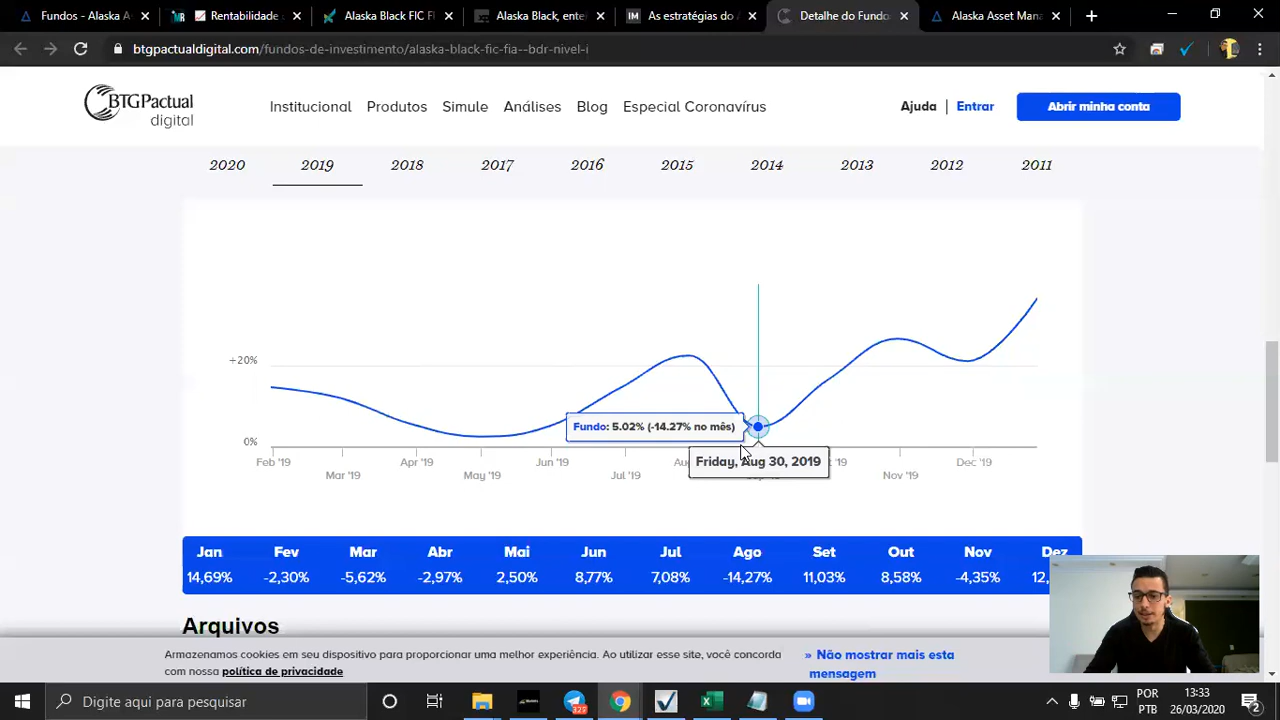 Fundos - Alaska A
Rentabilidade
Alaska Black FIC F
Alaska Black, ente
As estratégias do A
Detalhe do Fundo
Alaska Asset Mana
btgpactualdigital.com/fundos-de-investimento/alaska-black-fic-fia--bdr-nivel-i
BTGPactual
digital
Institucional Produtos Simule Análises Blog Especial Coronavírus
Ajuda | Entrar
Abrir minha conta
2020 2019 2018 2017 2016 2015 2014 2013 2012 2011
+20%
Fundo: 5.02% (-14.27% no mês)
0%
Friday, Aug 30, 2019
Feb '19 Apr '19 Jun '19 Dec '19
Mar '19 May '19 Jul '19 Nov '19
Jan Fev Mar Abr Mai Jun Jul Ago Set Out Nov Dez
14,69% -2,30% -5,62% -2,97% 2,50% 8,77% 7,08% -14,27% 11,03% 8,58% -4,35% 12,
Arquivos
Armazenamos cookies em seu dispositivo para proporcionar uma melhor experiência. Ao utilizar esse site, você concorda
com nossa política de privacidade
» Não mostrar mais esta
mensagem
Digite aqui para pesquisar
POR
PTB
13:33
26/03/2020
2